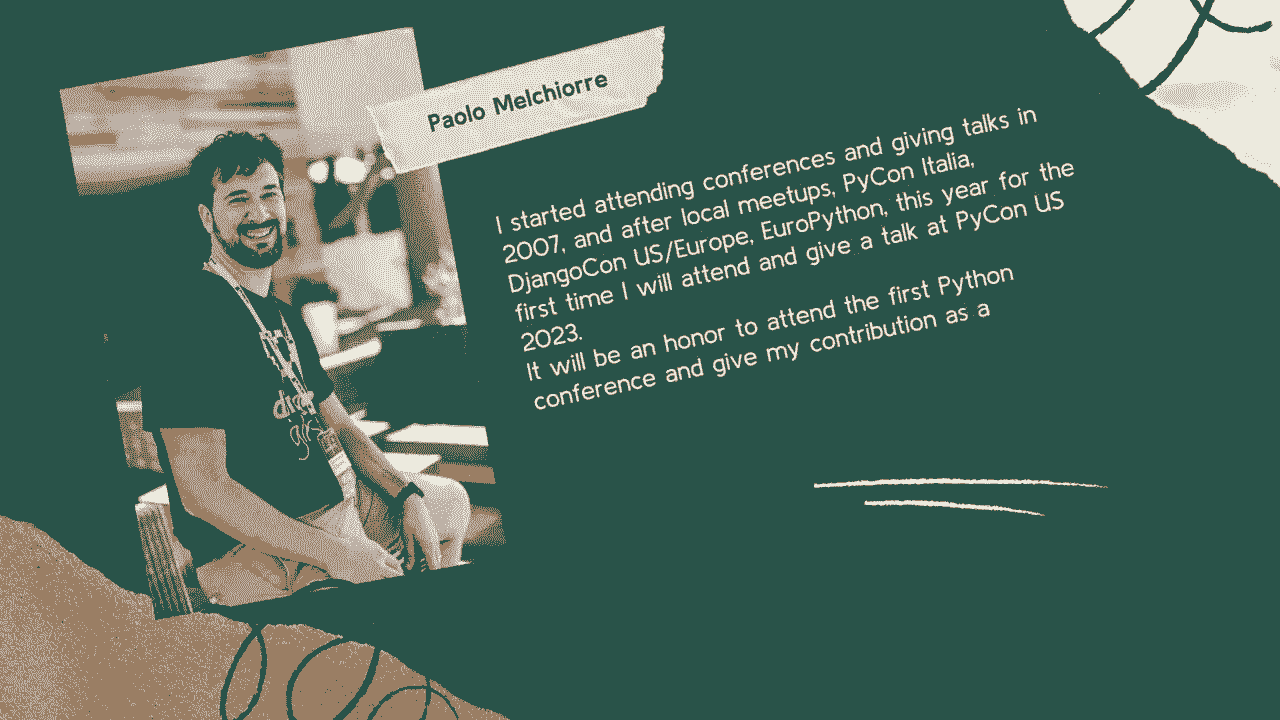 Paolo Melchiorre
I started attending conferences and giving talks in
2007, and after local meetups, PyCon Italia,
DjangoCon US/Europe, EuroPython, this year for the
first time I will attend and give a talk at PyCon US
2023.
It will be an honor to attend the first Python
conference and give my contribution as a